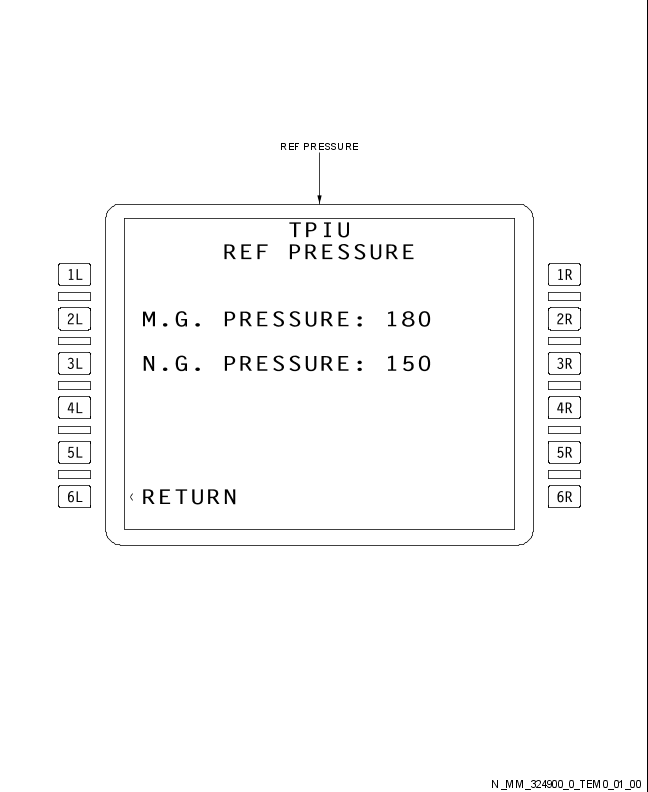 REF PRESSURE
TPIU
REF PRESSURE
1L
1R
M.G. PRESSURE: 180
2L
2R
N.G. PRESSURE: 150
3L
3R
4L
4R
5L
5R
6L
<RETURN
6R
N_MM_324900_0_TEM0_01_00